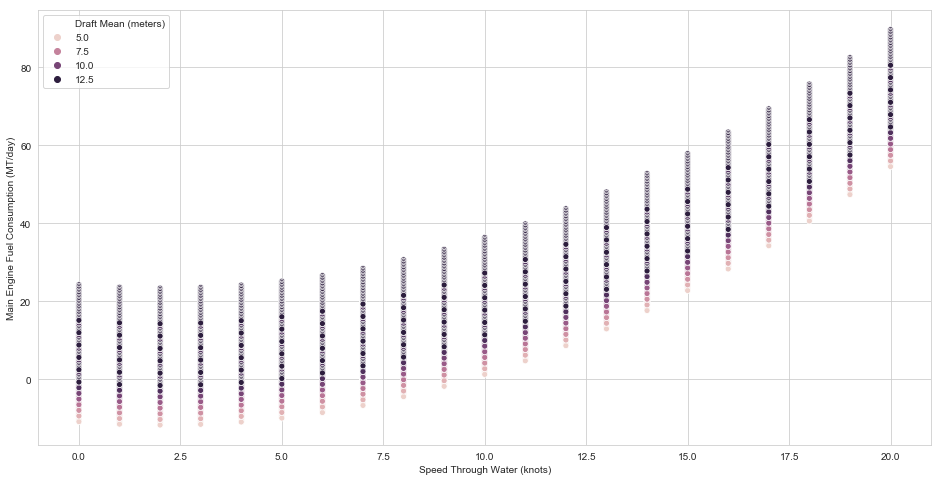 Draft Mean (meters)
5.0
7.5
10.0
12.5
80
60
40
20
0
Main Engine Fuel Consumption (MT/day)
0.0 2.5 5.0 7.5 10.0 12.5 15.0 17.5 20.0
Speed Through Water (knots)